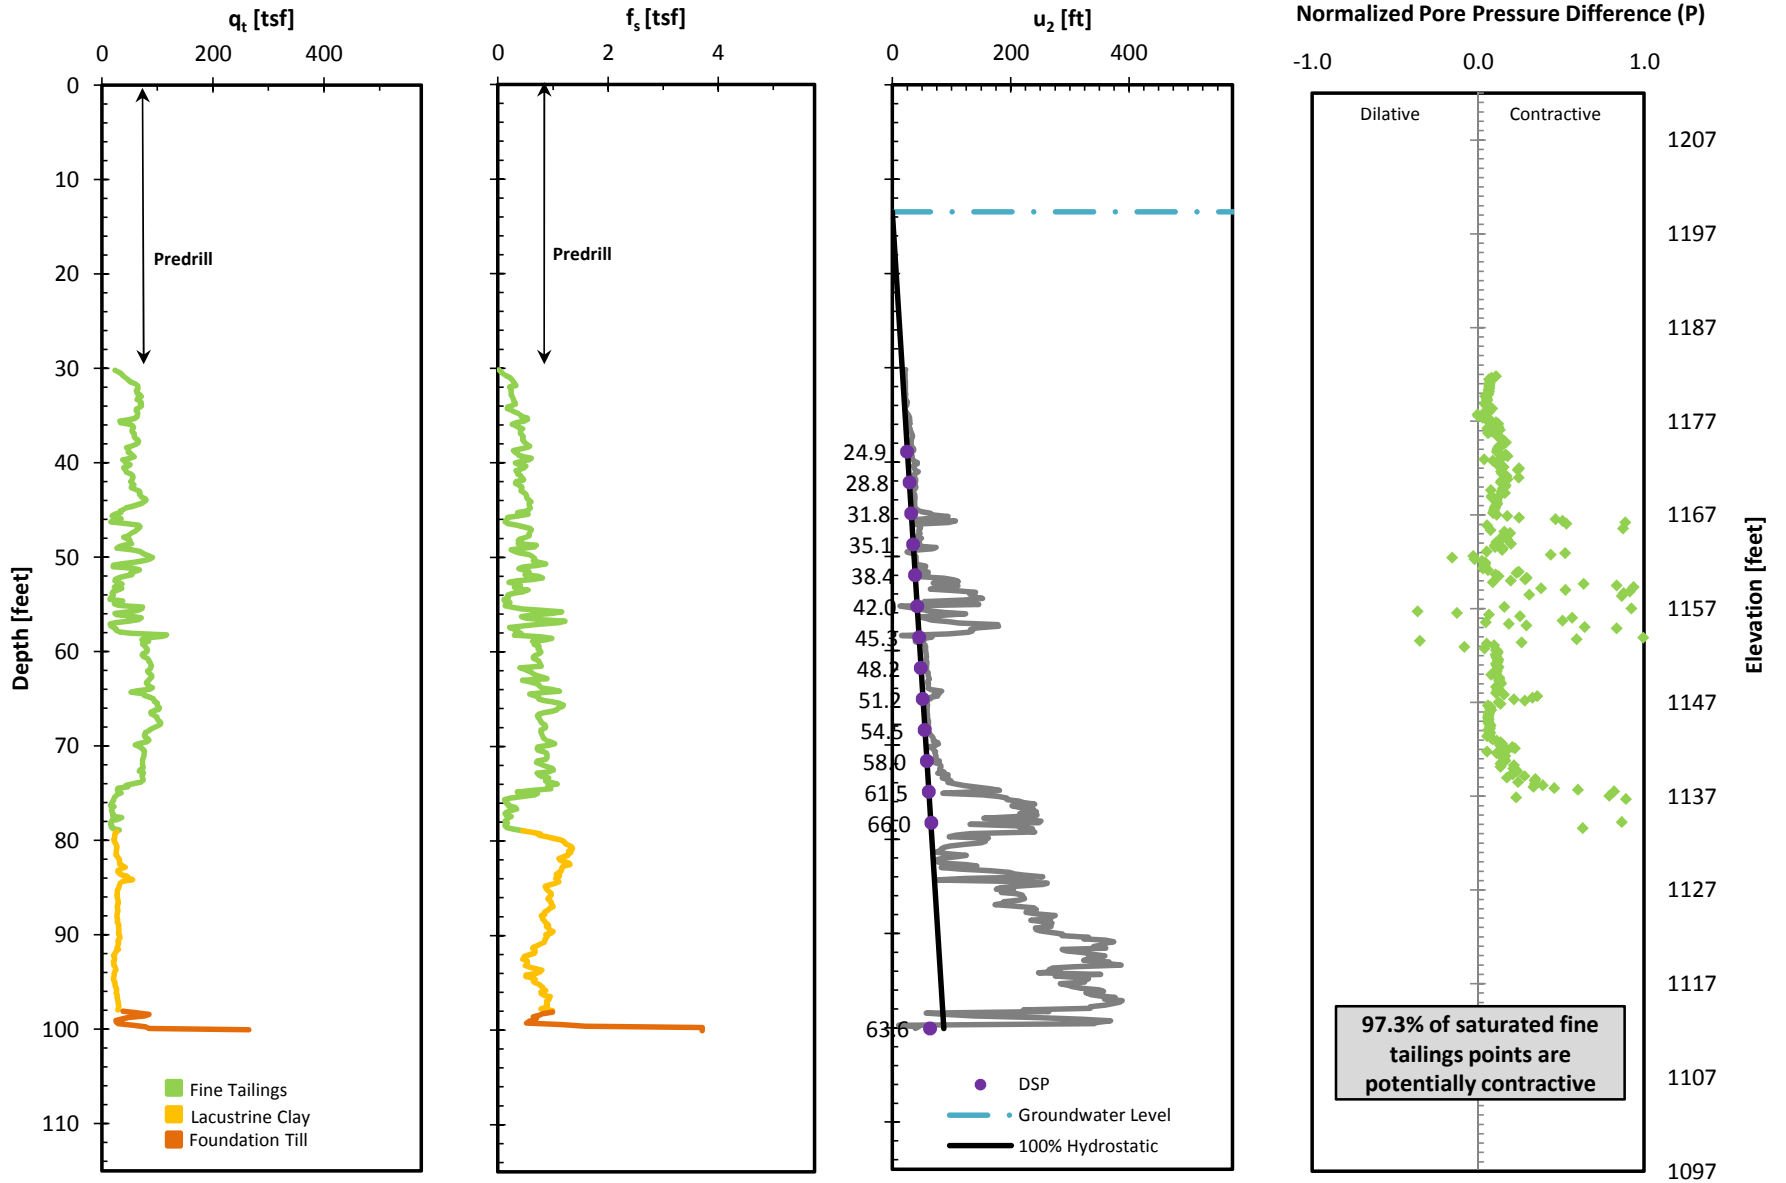 qt [tsf]
fs [tsf]
u2 [ft]
Normalized Pore Pressure Difference (P)
0 200 400
0 2 4
0 200 400
-1.0 0.0 1.0
Dilative
Contractive
Predrill
Predrill
Depth [feet]
0
10
20
30
40
50
60
70
80
90
100
110
24.9
28.8
31.8
35.1
38.4
42.0
45.3
48.2
51.2
54.5
58.0
61.5
66.0
63.6
Elevation [feet]
1207
1197
1187
1177
1167
1157
1147
1137
1127
1117
1107
1097
Fine Tailings
Lacustrine Clay
Foundation Till
DSP
Groundwater Level
100% Hydrostatic
97.3% of saturated fine
tailings points are
potentially contractive